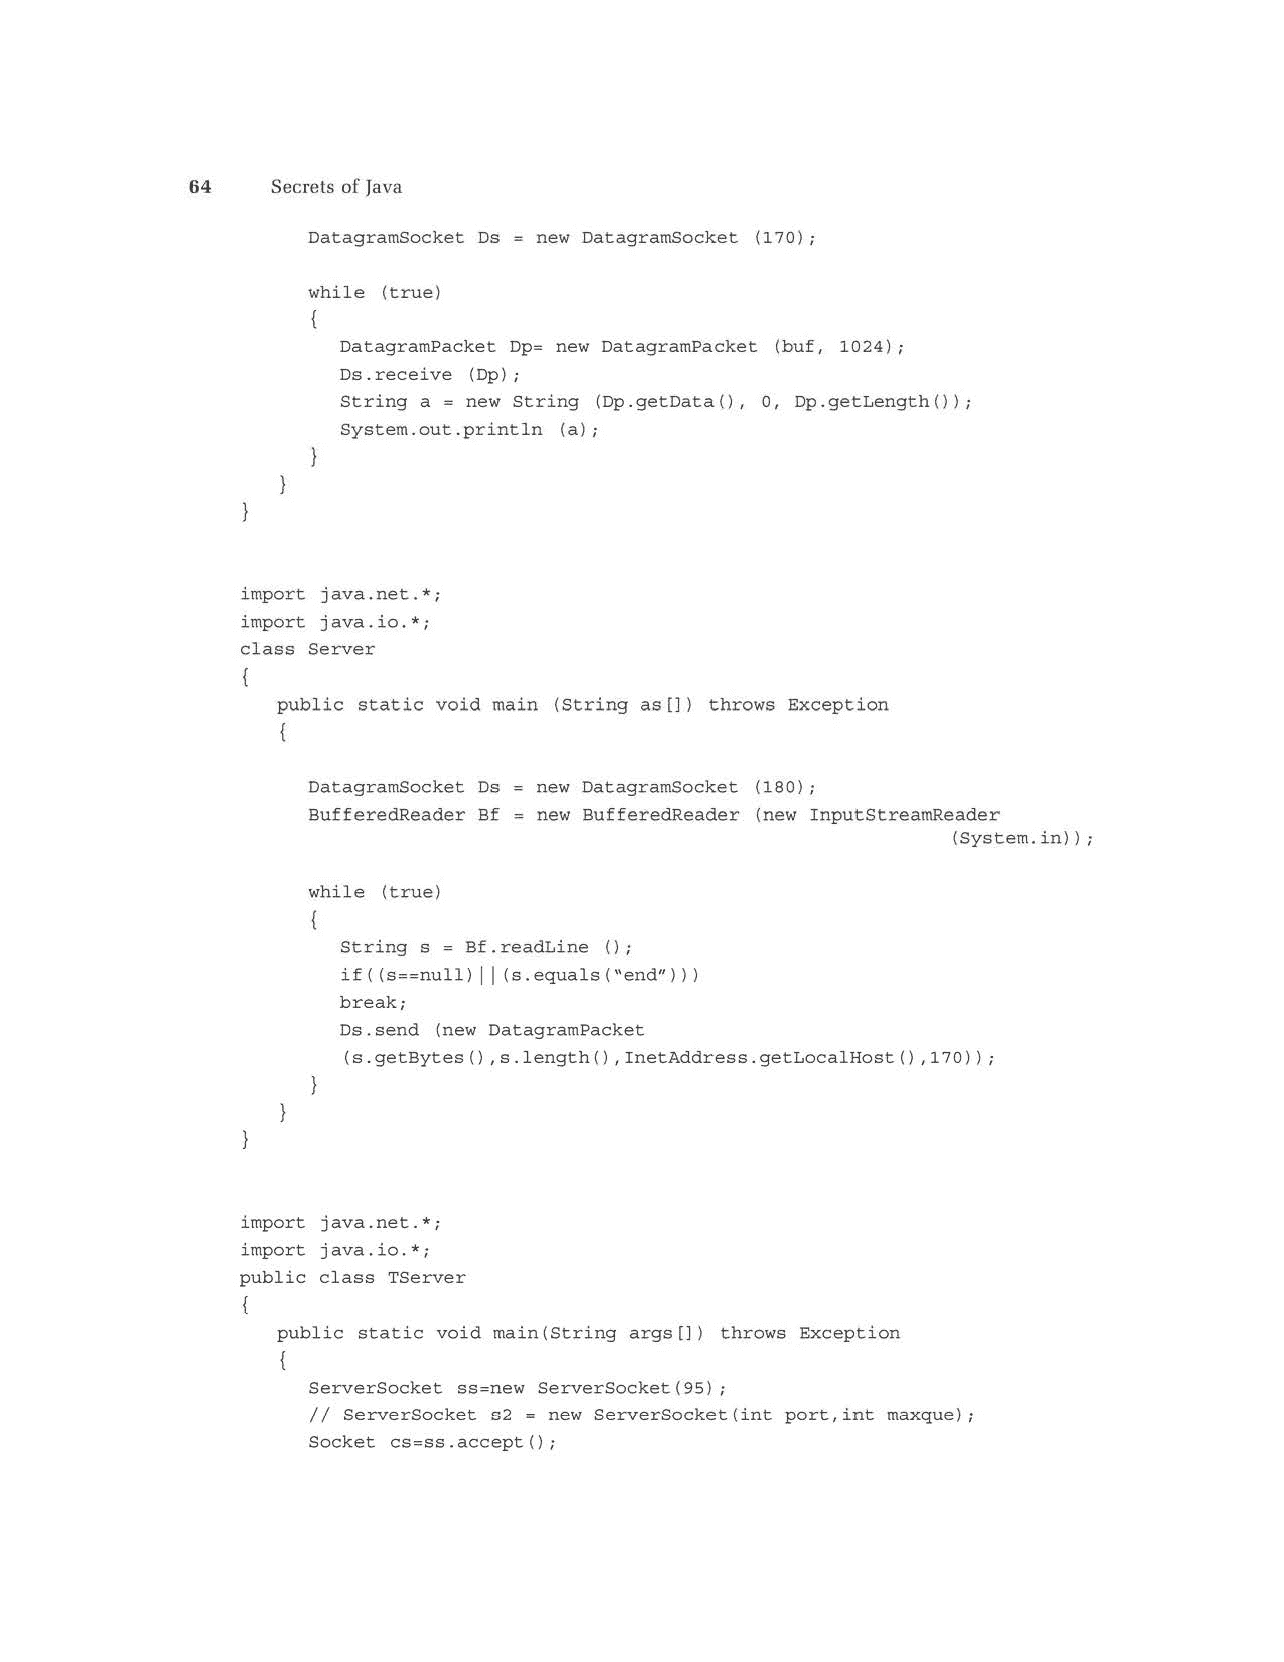 64 Secrets of Java
DatagramSocket Ds = new DatagramSocket (170);
while (true)
{
DatagramPacket Dp= new DatagramPacket (buf, 1024);
Ds.receive (Dp);
String a = new String (Dp.getData(), 0, Dp.getLength());
System.out.println (a);
}
}
}
import java.net.*;
import java.io.*;
class Server
{
public static void main (String as[]) throws Exception
{
DatagramSocket Ds = new DatagramSocket (180);
BufferedReader Bf = new BufferedReader (new InputStreamReader
(System.in));
while (true)
{
String s = Bf.readLine ();
if((s==null)||(s.equals(“end”)))
break;
Ds.send (new DatagramPacket
(s.getBytes(),s.length(),InetAddress.getLocalHost(),170));
}
}
}
import java.net.*;
import java.io.*;
public class TServer
{
public static void main(String args[]) throws Exception
{
ServerSocket ss=new ServerSocket(95);
// ServerSocket s2 = new ServerSocket(int port,int maxque);
Socket cs=ss.accept();